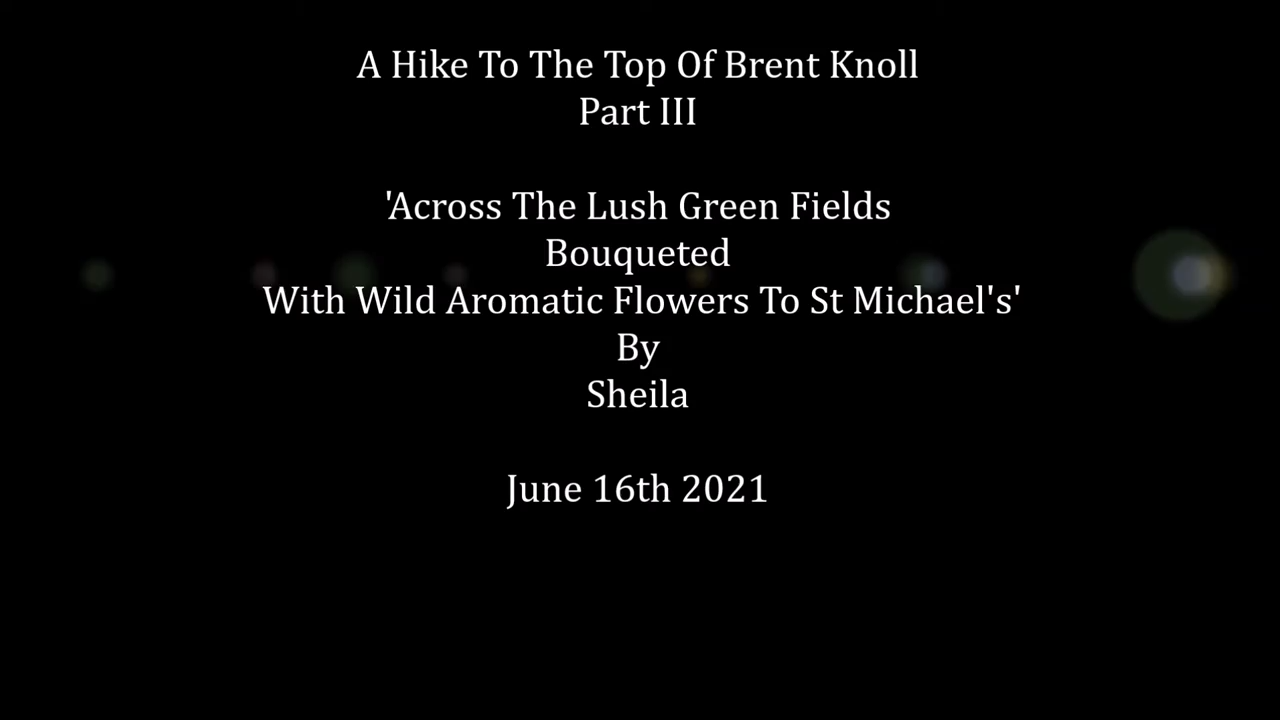 A Hike To The Top Of Brent Knoll
Part III
'Across The Lush Green Fields
Bouqueted
With Wild Aromatic Flowers To St Michael's'
By
Sheila
June 16th 2021